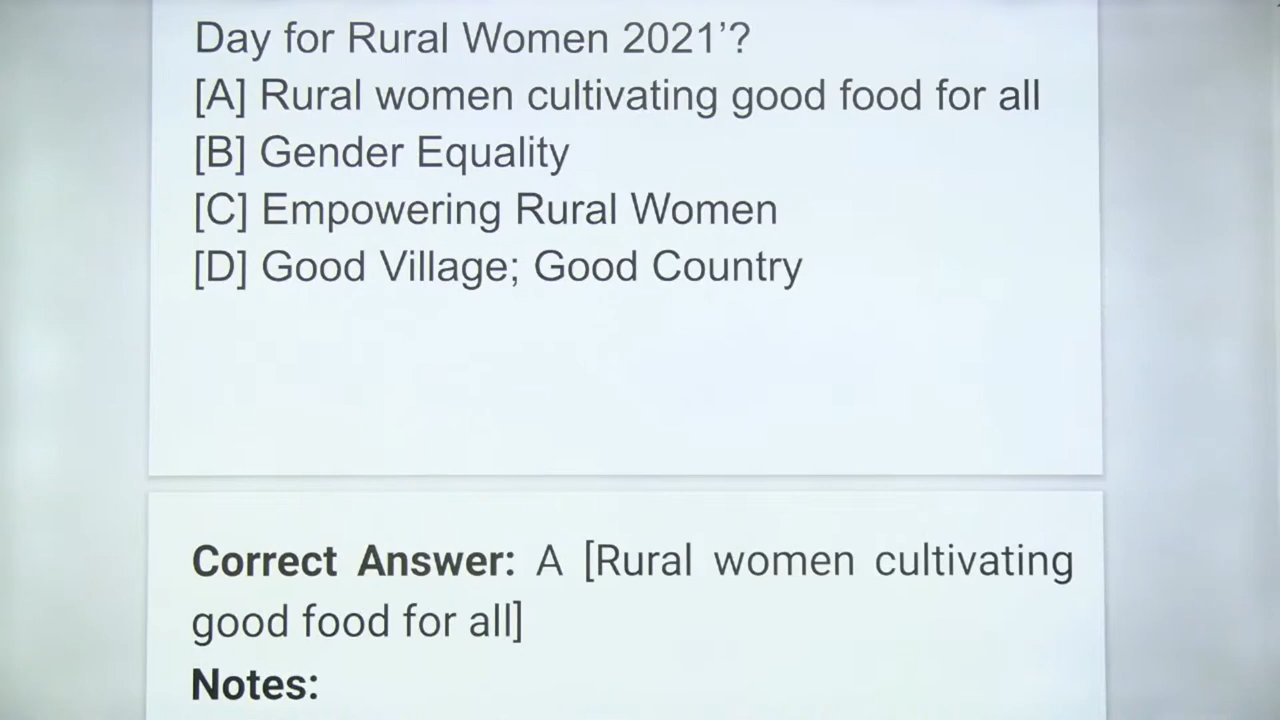 Day for Rural Women 2021’?
[A] Rural women cultivating good food for all
[B] Gender Equality
[C] Empowering Rural Women
[D] Good Village; Good Country
Correct Answer: A [Rural women cultivating
good food for all]
Notes: